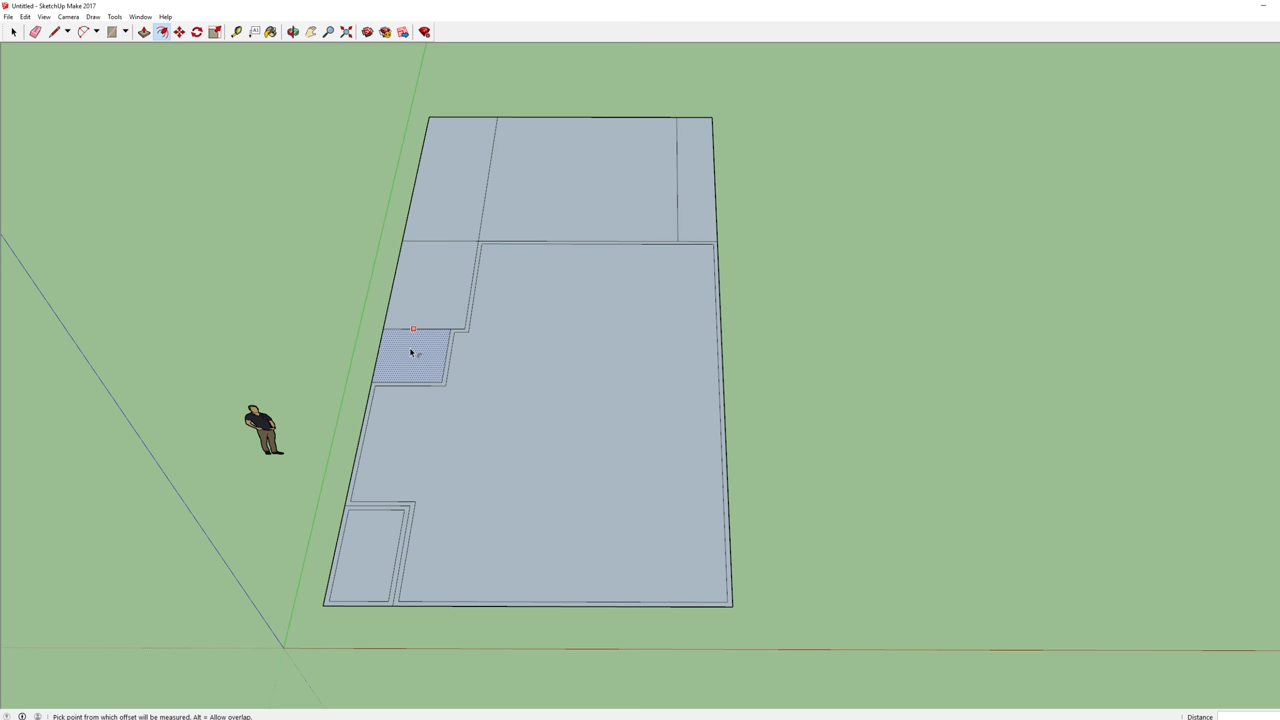 Untitled - SketchUp Make 2017
File Edit View Camera Draw Tools Window Help
A1
Pick point from which offset will be measured. Alt = Allow overlap. Distance